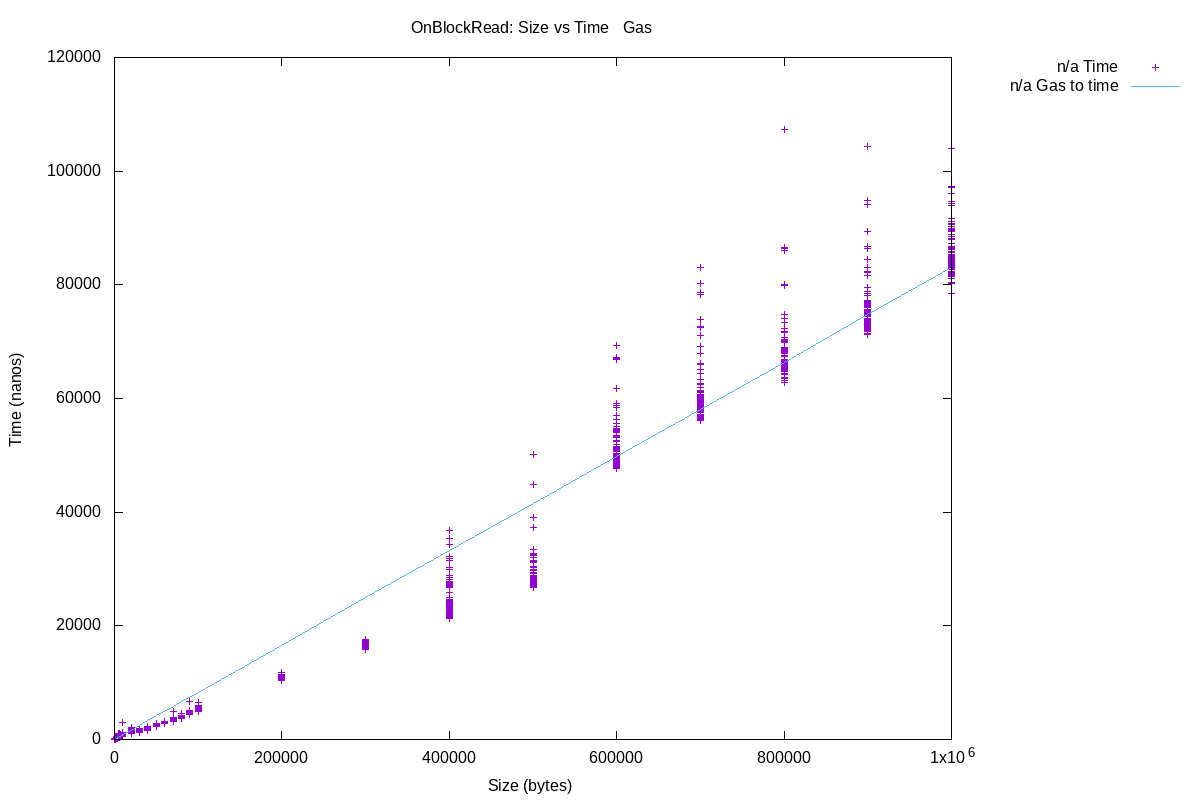 OnBlockRead: Size vs Time   Gas
n/a Time
n/a Gas to time
120000
100000
80000
60000
40000
20000
0
Time (nanos)
0 200000 400000 600000 800000 1x10^6
Size (bytes)